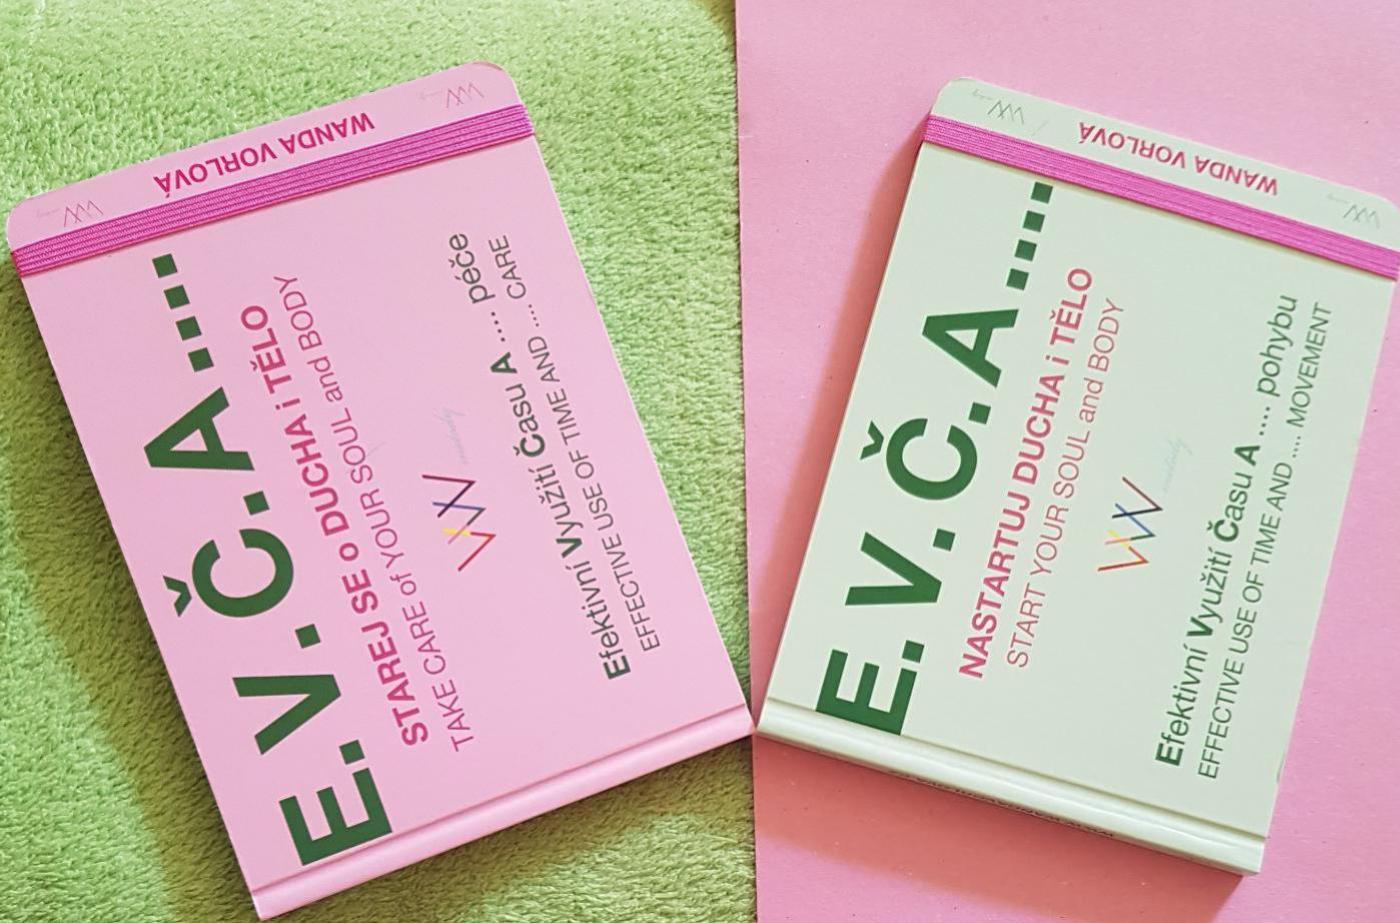 E.V.Č.A....
STAREJ SE o DUCHA i TĚLO
TAKE CARE of YOUR SOUL and BODY
Efektivní Využití Času A .... péče
EFFECTIVE USE OF TIME AND .... CARE
WANDA VORLOVÁ
E.V.Č.A.....
NASTARTUJ DUCHA i TĚLO
START YOUR SOUL and BODY
Efektivní Využití Času A ..... pohybu
EFFECTIVE USE OF TIME AND ..... MOVEMENT
WANDA VORLOVÁ